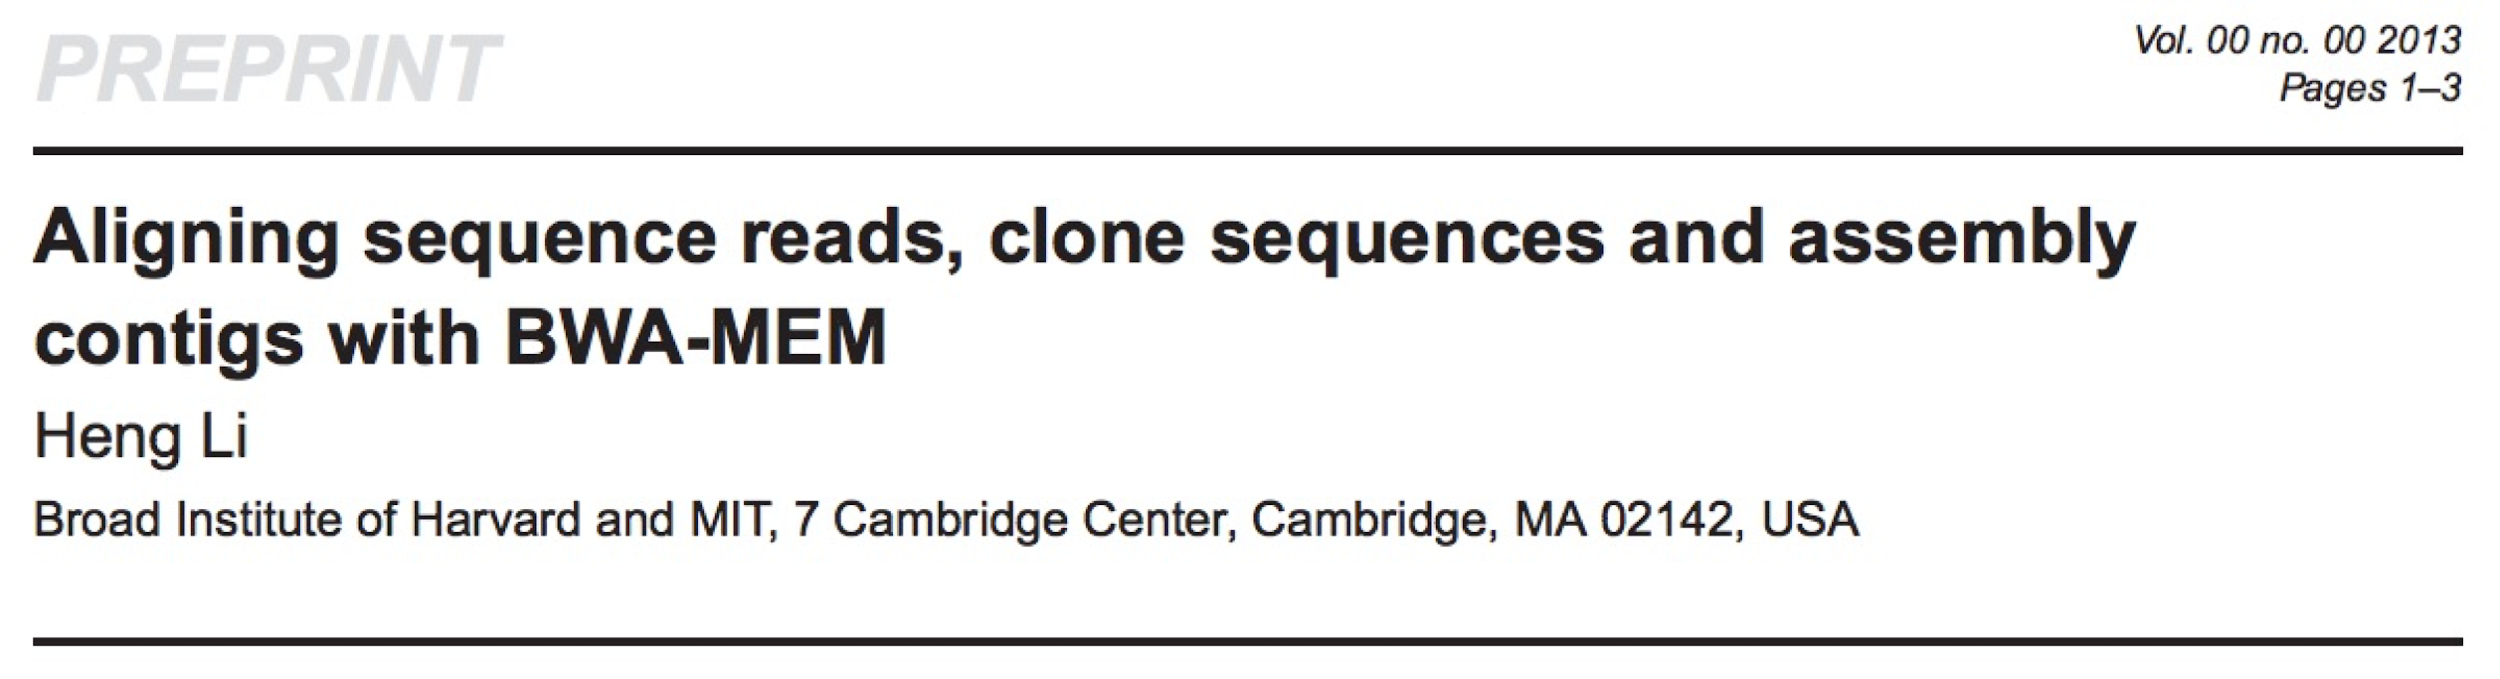 PREPRINT
Vol. 00 no. 00 2013
Pages 1–3
Aligning sequence reads, clone sequences and assembly
contigs with BWA-MEM
Heng Li
Broad Institute of Harvard and MIT, 7 Cambridge Center, Cambridge, MA 02142, USA